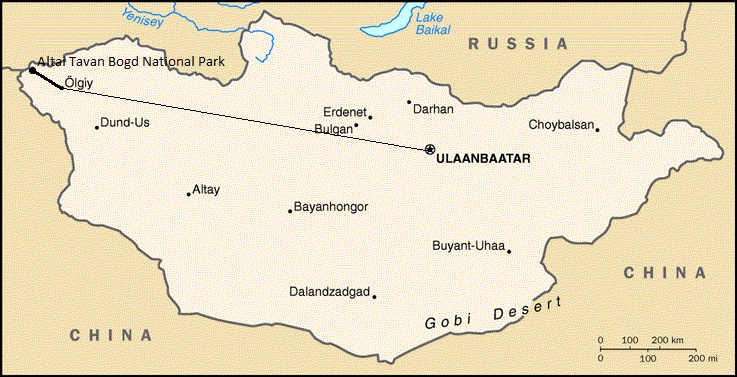 Yenisey
Lake
Baikal
RUSSIA
Altai Tavan Bogd National Park
Ölgiy
Dund-Us
Erdenet
Bulgan
Darhan
Choybalsan
ULAANBAATAR
Altay
Bayanhongor
Buyant-Uhaa
Dalandzadgad
Gobi Desert
CHINA
CHINA
0 100 200 km
0 100 200 mi